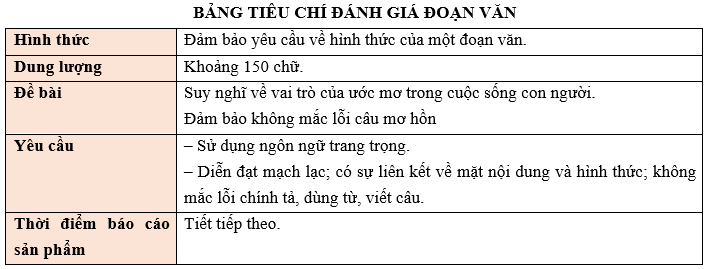 BẢNG TIÊU CHÍ ĐÁNH GIÁ ĐOẠN VĂN
Hình thức Đảm bảo yêu cầu về hình thức của một đoạn văn.
Dung lượng Khoảng 150 chữ.
Đề bài Suy nghĩ về vai trò của ước mơ trong cuộc sống con người.
Đảm bảo không mắc lỗi câu mơ hồn
Yêu cầu – Sử dụng ngôn ngữ trang trọng.
– Diễn đạt mạch lạc; có sự liên kết về mặt nội dung và hình thức; không
mắc lỗi chính tả, dùng từ, viết câu.
Thời điểm báo cáo Tiết tiếp theo.
sản phẩm